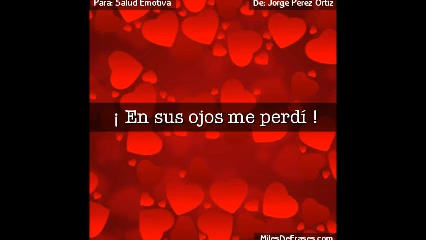 Para: Salud Emotiva
De: Jorge Perez Ortiz
¡ En sus ojos me perdí !
MilesDeFrases.com